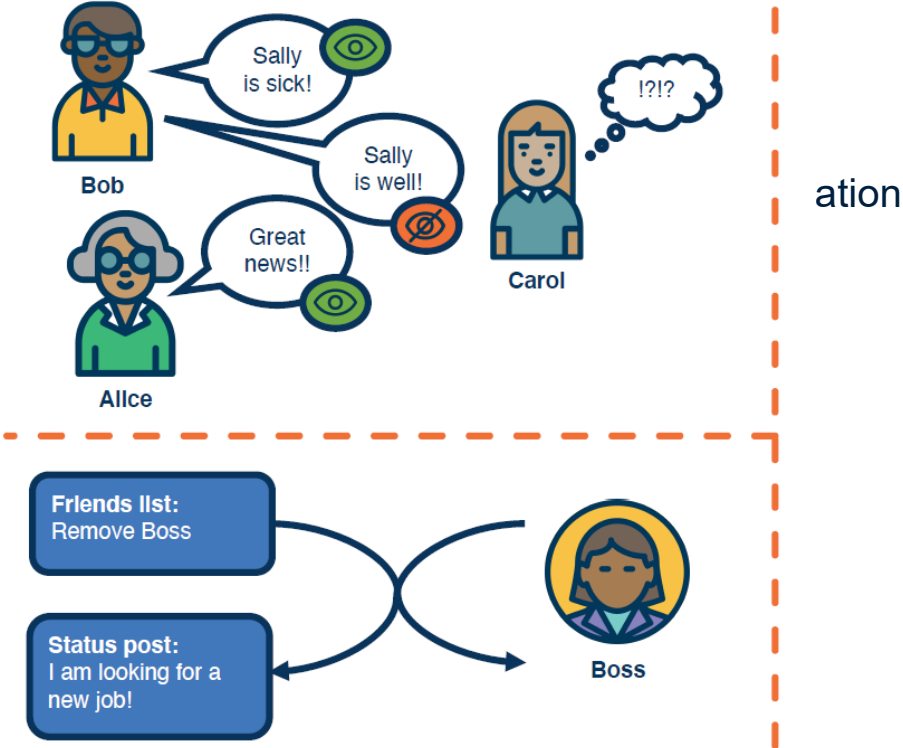 Sally
is sick!
!?!?
Sally
is well!
Bob
ation
Great
news!!
Carol
Alice
Friends list:
Remove Boss
Status post:
I am looking for a
new job!
Boss